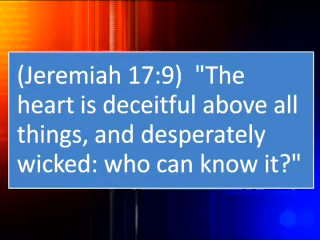 (Jeremiah 17:9)  "The
heart is deceitful above all
things, and desperately
wicked: who can know it?"